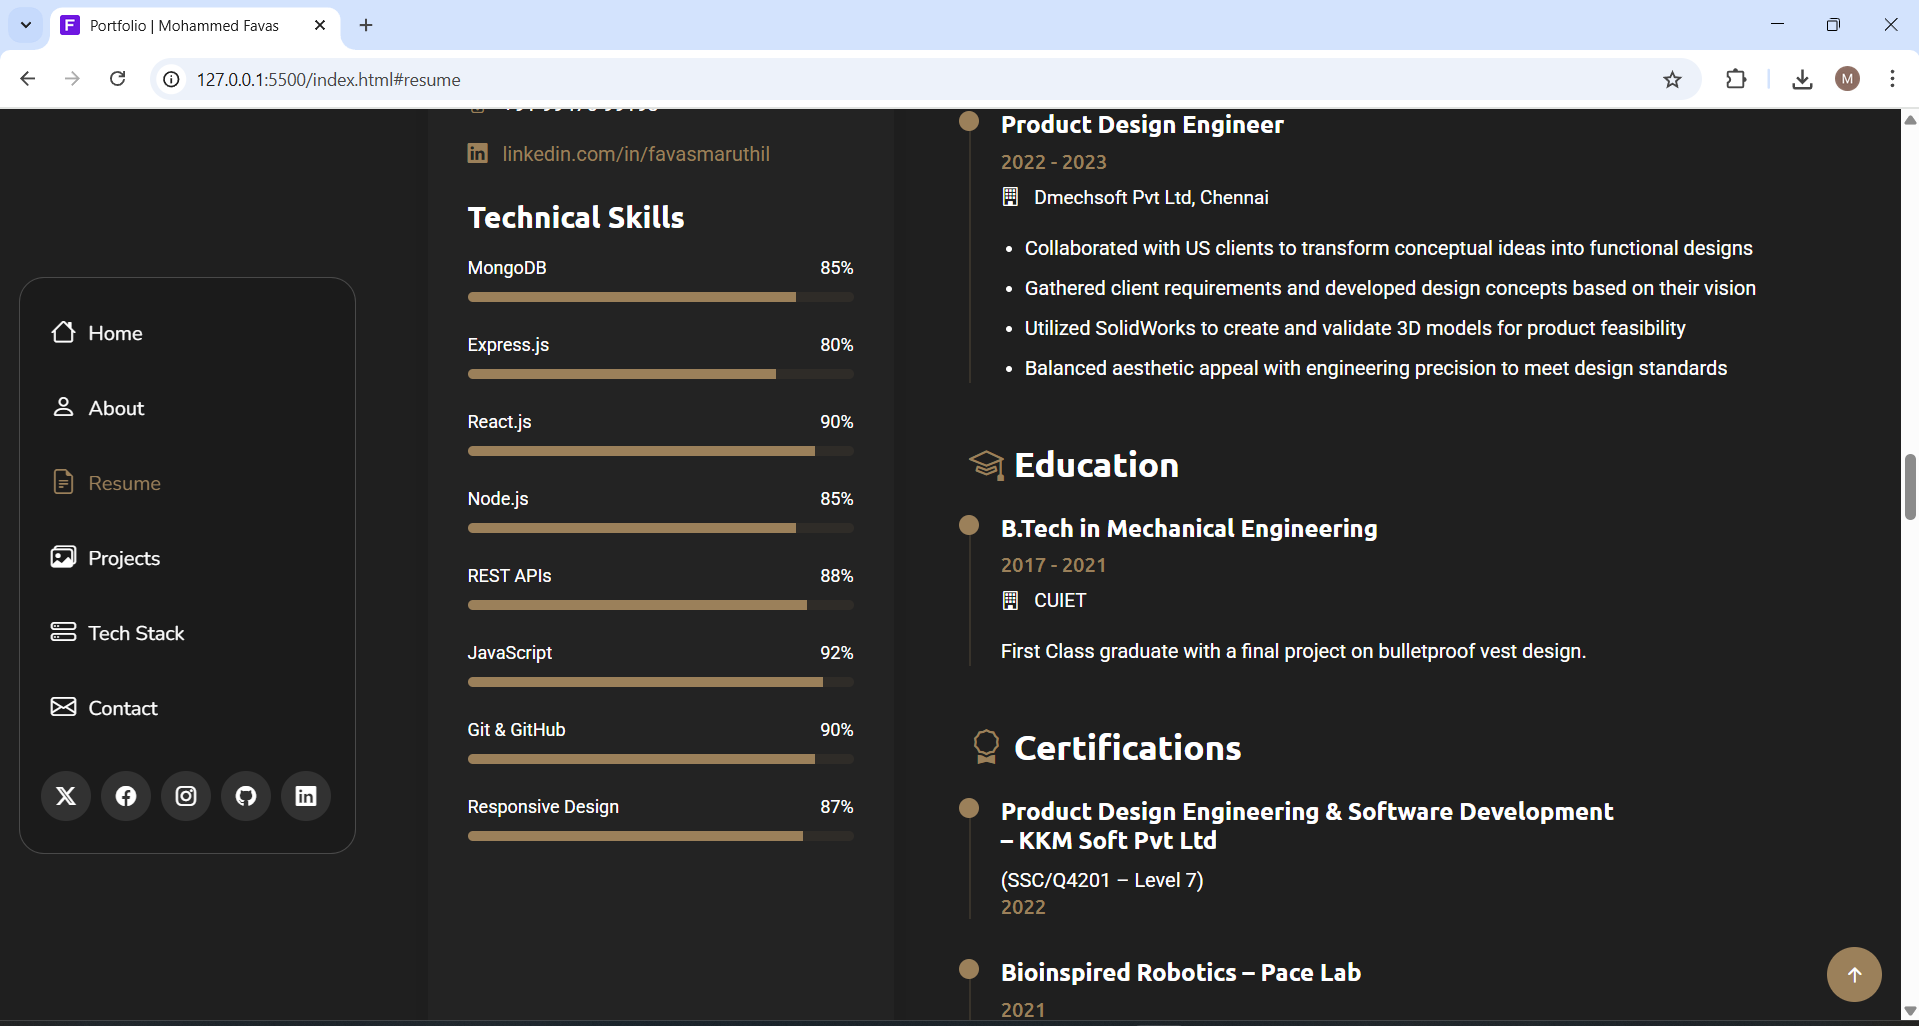 Portfolio | Mohammed Favas
127.0.0.1:5500/index.html#resume
M
Home
About
Resume
Projects
Tech Stack
Contact
linkedin.com/in/favasmaruthil
Technical Skills
MongoDB 85%
Express.js 80%
React.js 90%
Node.js 85%
REST APIs 88%
JavaScript 92%
Git & GitHub 90%
Responsive Design 87%
Product Design Engineer
2022 - 2023
Dmechsoft Pvt Ltd, Chennai
• Collaborated with US clients to transform conceptual ideas into functional designs
• Gathered client requirements and developed design concepts based on their vision
• Utilized SolidWorks to create and validate 3D models for product feasibility
• Balanced aesthetic appeal with engineering precision to meet design standards
Education
B.Tech in Mechanical Engineering
2017 - 2021
CUIET
First Class graduate with a final project on bulletproof vest design.
Certifications
Product Design Engineering & Software Development
– KKM Soft Pvt Ltd
(SSC/Q4201 – Level 7)
2022
Bioinspired Robotics – Pace Lab
2021